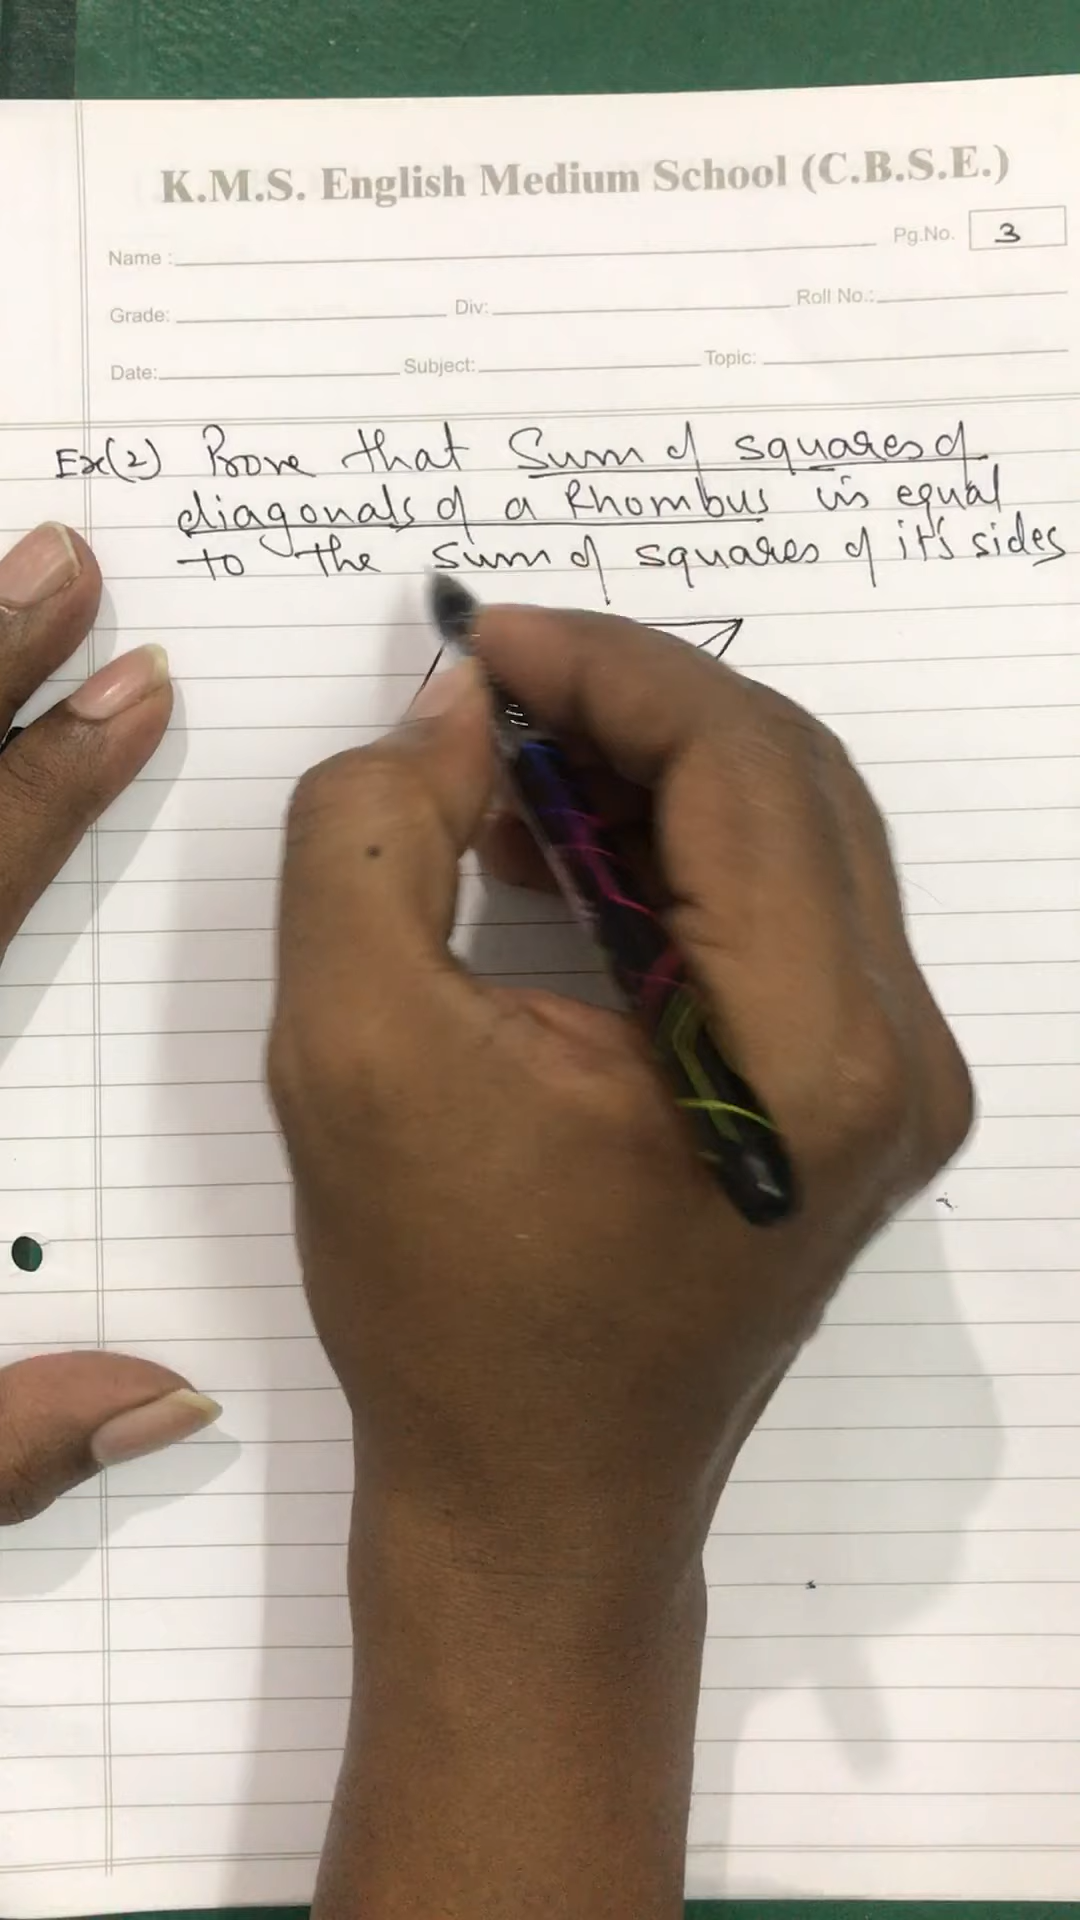 K.M.S. English Medium School (C.B.S.E.)
Pg.No. 3
Name :
Grade: Div: Roll No.:
Date: Subject: Topic:
Ex(2) Prove that Sum of squares of
diagonals of a Rhombus is equal
to the sum of squares of it's sides